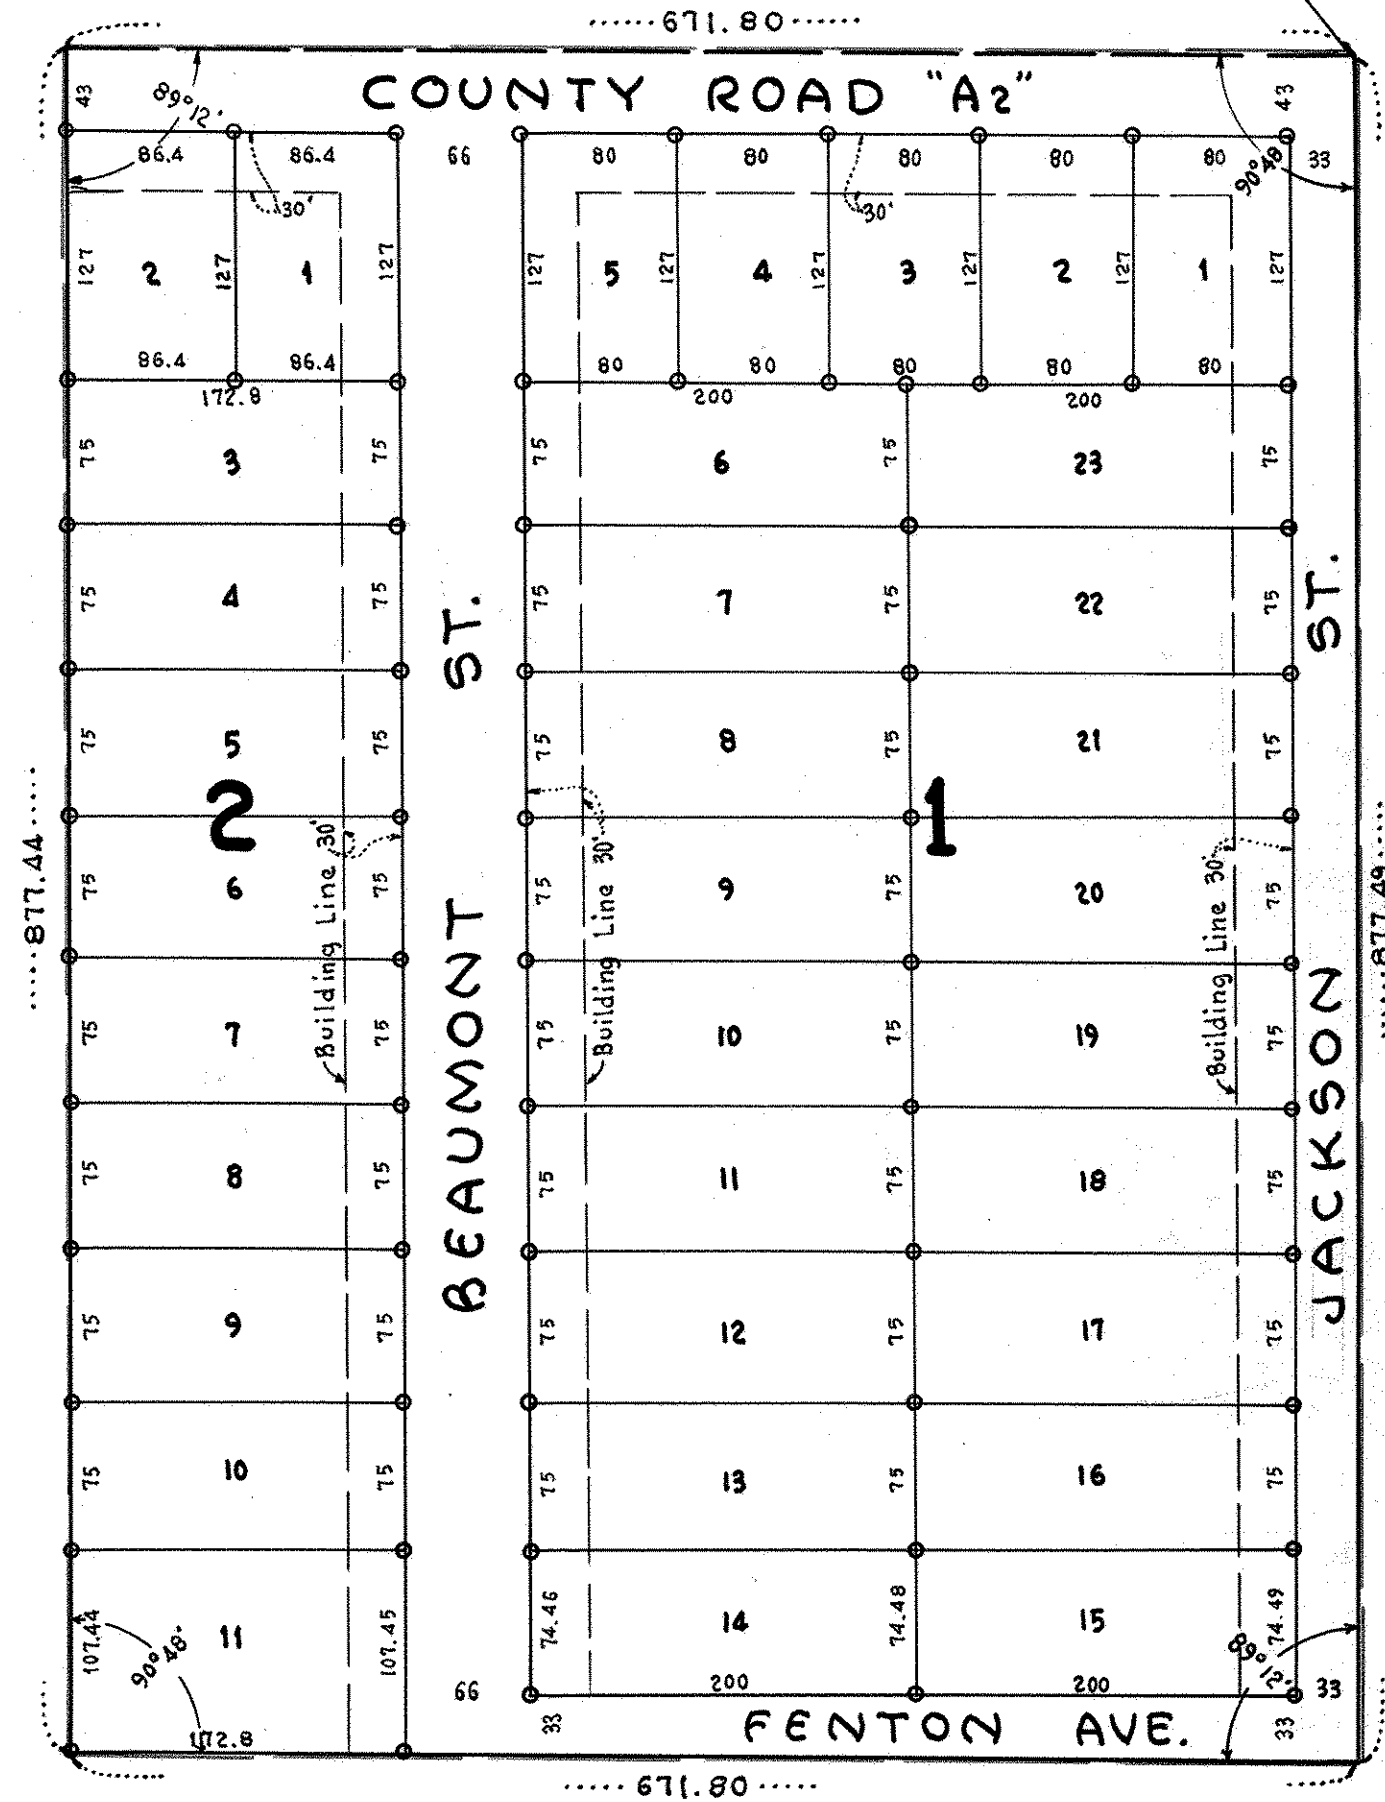 671.80
COUNTY ROAD "A2"
43
89°12'
43
86.4 86.4 66 80 80 80 80 80 33
90°48'
30' 30'
127 2 127 1 127 127 5 127 4 127 3 127 2 127 1 127
86.4 86.4 80 80 80 80 80
172.8 200 200
75 3 75 75 6 75 23 75
75 4 75 75 7 75 22 75
ST.
ST.
75 5 75 75 8 75 21 75
2
1
877.44
877.49
Building Line 30'
Building Line 30'
Building Line 30'
75 6 75 75 9 75 20 75
75 7 75 75 10 75 19 75
BEAUMONT
JACKSON
75 8 75 75 11 75 18 75
75 9 75 75 12 75 17 75
75 10 75 75 13 75 16 75
107.44 11 107.45 74.46 14 74.48 15 74.49
90°48'
89°12'
66 200 200 33
172.8
33
FENTON AVE.
33
671.80